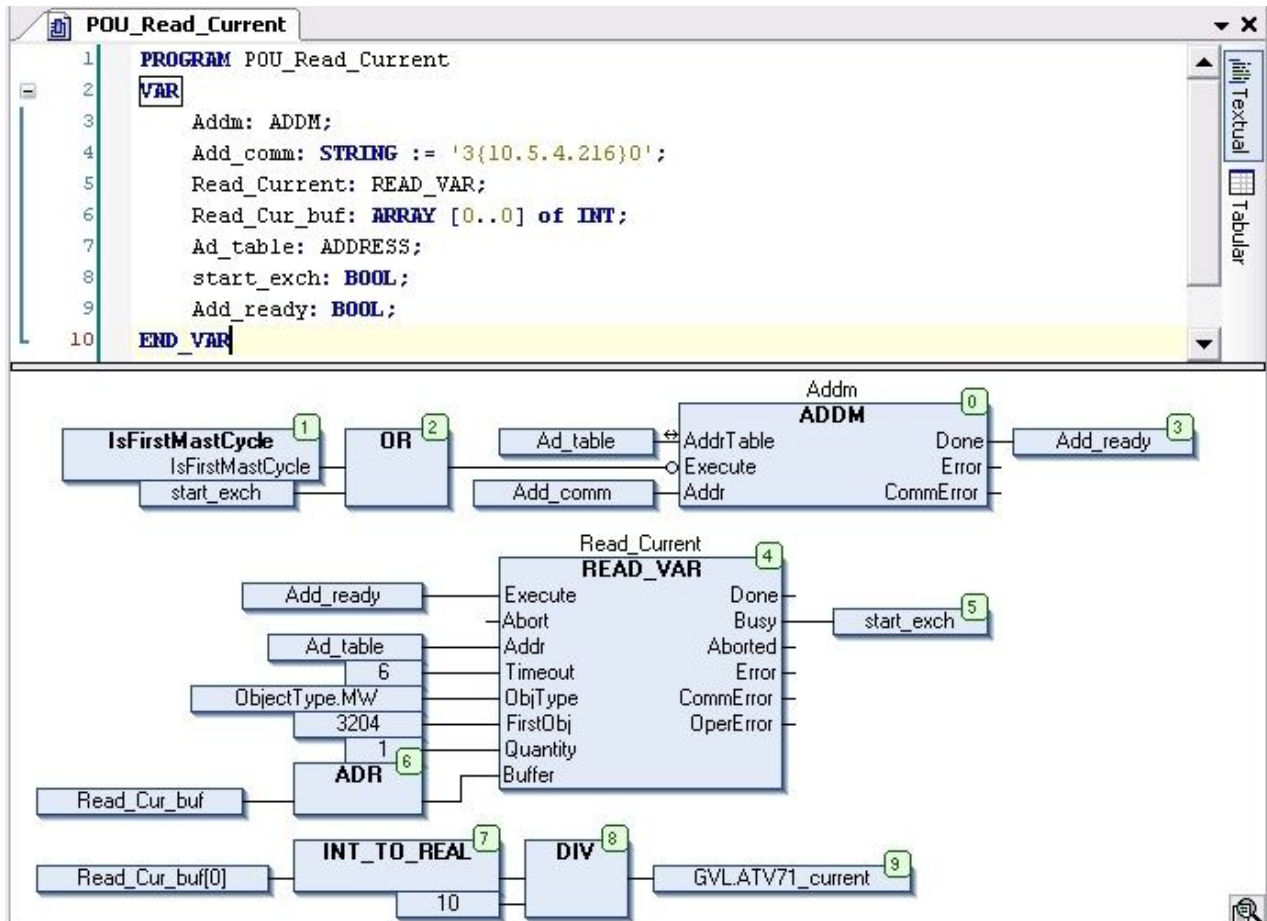 POU_Read_Current
1 PROGRAM POU_Read_Current
2 VAR
3 Addm: ADDM;
4 Add_comm: STRING := '3{10.5.4.216}0';
5 Read_Current: READ_VAR;
6 Read_Cur_buf: ARRAY [0..0] of INT;
7 Ad_table: ADDRESS;
8 start_exch: BOOL;
9 Add_ready: BOOL;
10 END_VAR
Textual
Tabular
Addm
IsFirstMastCycle 1 OR 2 ADDM 0
Ad_table AddrTable Done Add_ready 3
IsFirstMastCycle Execute Error
start_exch Add_comm Addr CommError
Read_Current
READ_VAR 4
Add_ready Execute Done
Abort Busy start_exch 5
Ad_table Addr Aborted
6 Timeout Error
ObjectType.MW ObjType CommError
3204 FirstObj OperError
1 Quantity
ADR 6 Buffer
Read_Cur_buf
INT_TO_REAL 7 DIV 8
Read_Cur_buf[0] GVL.ATV71_current 9
10